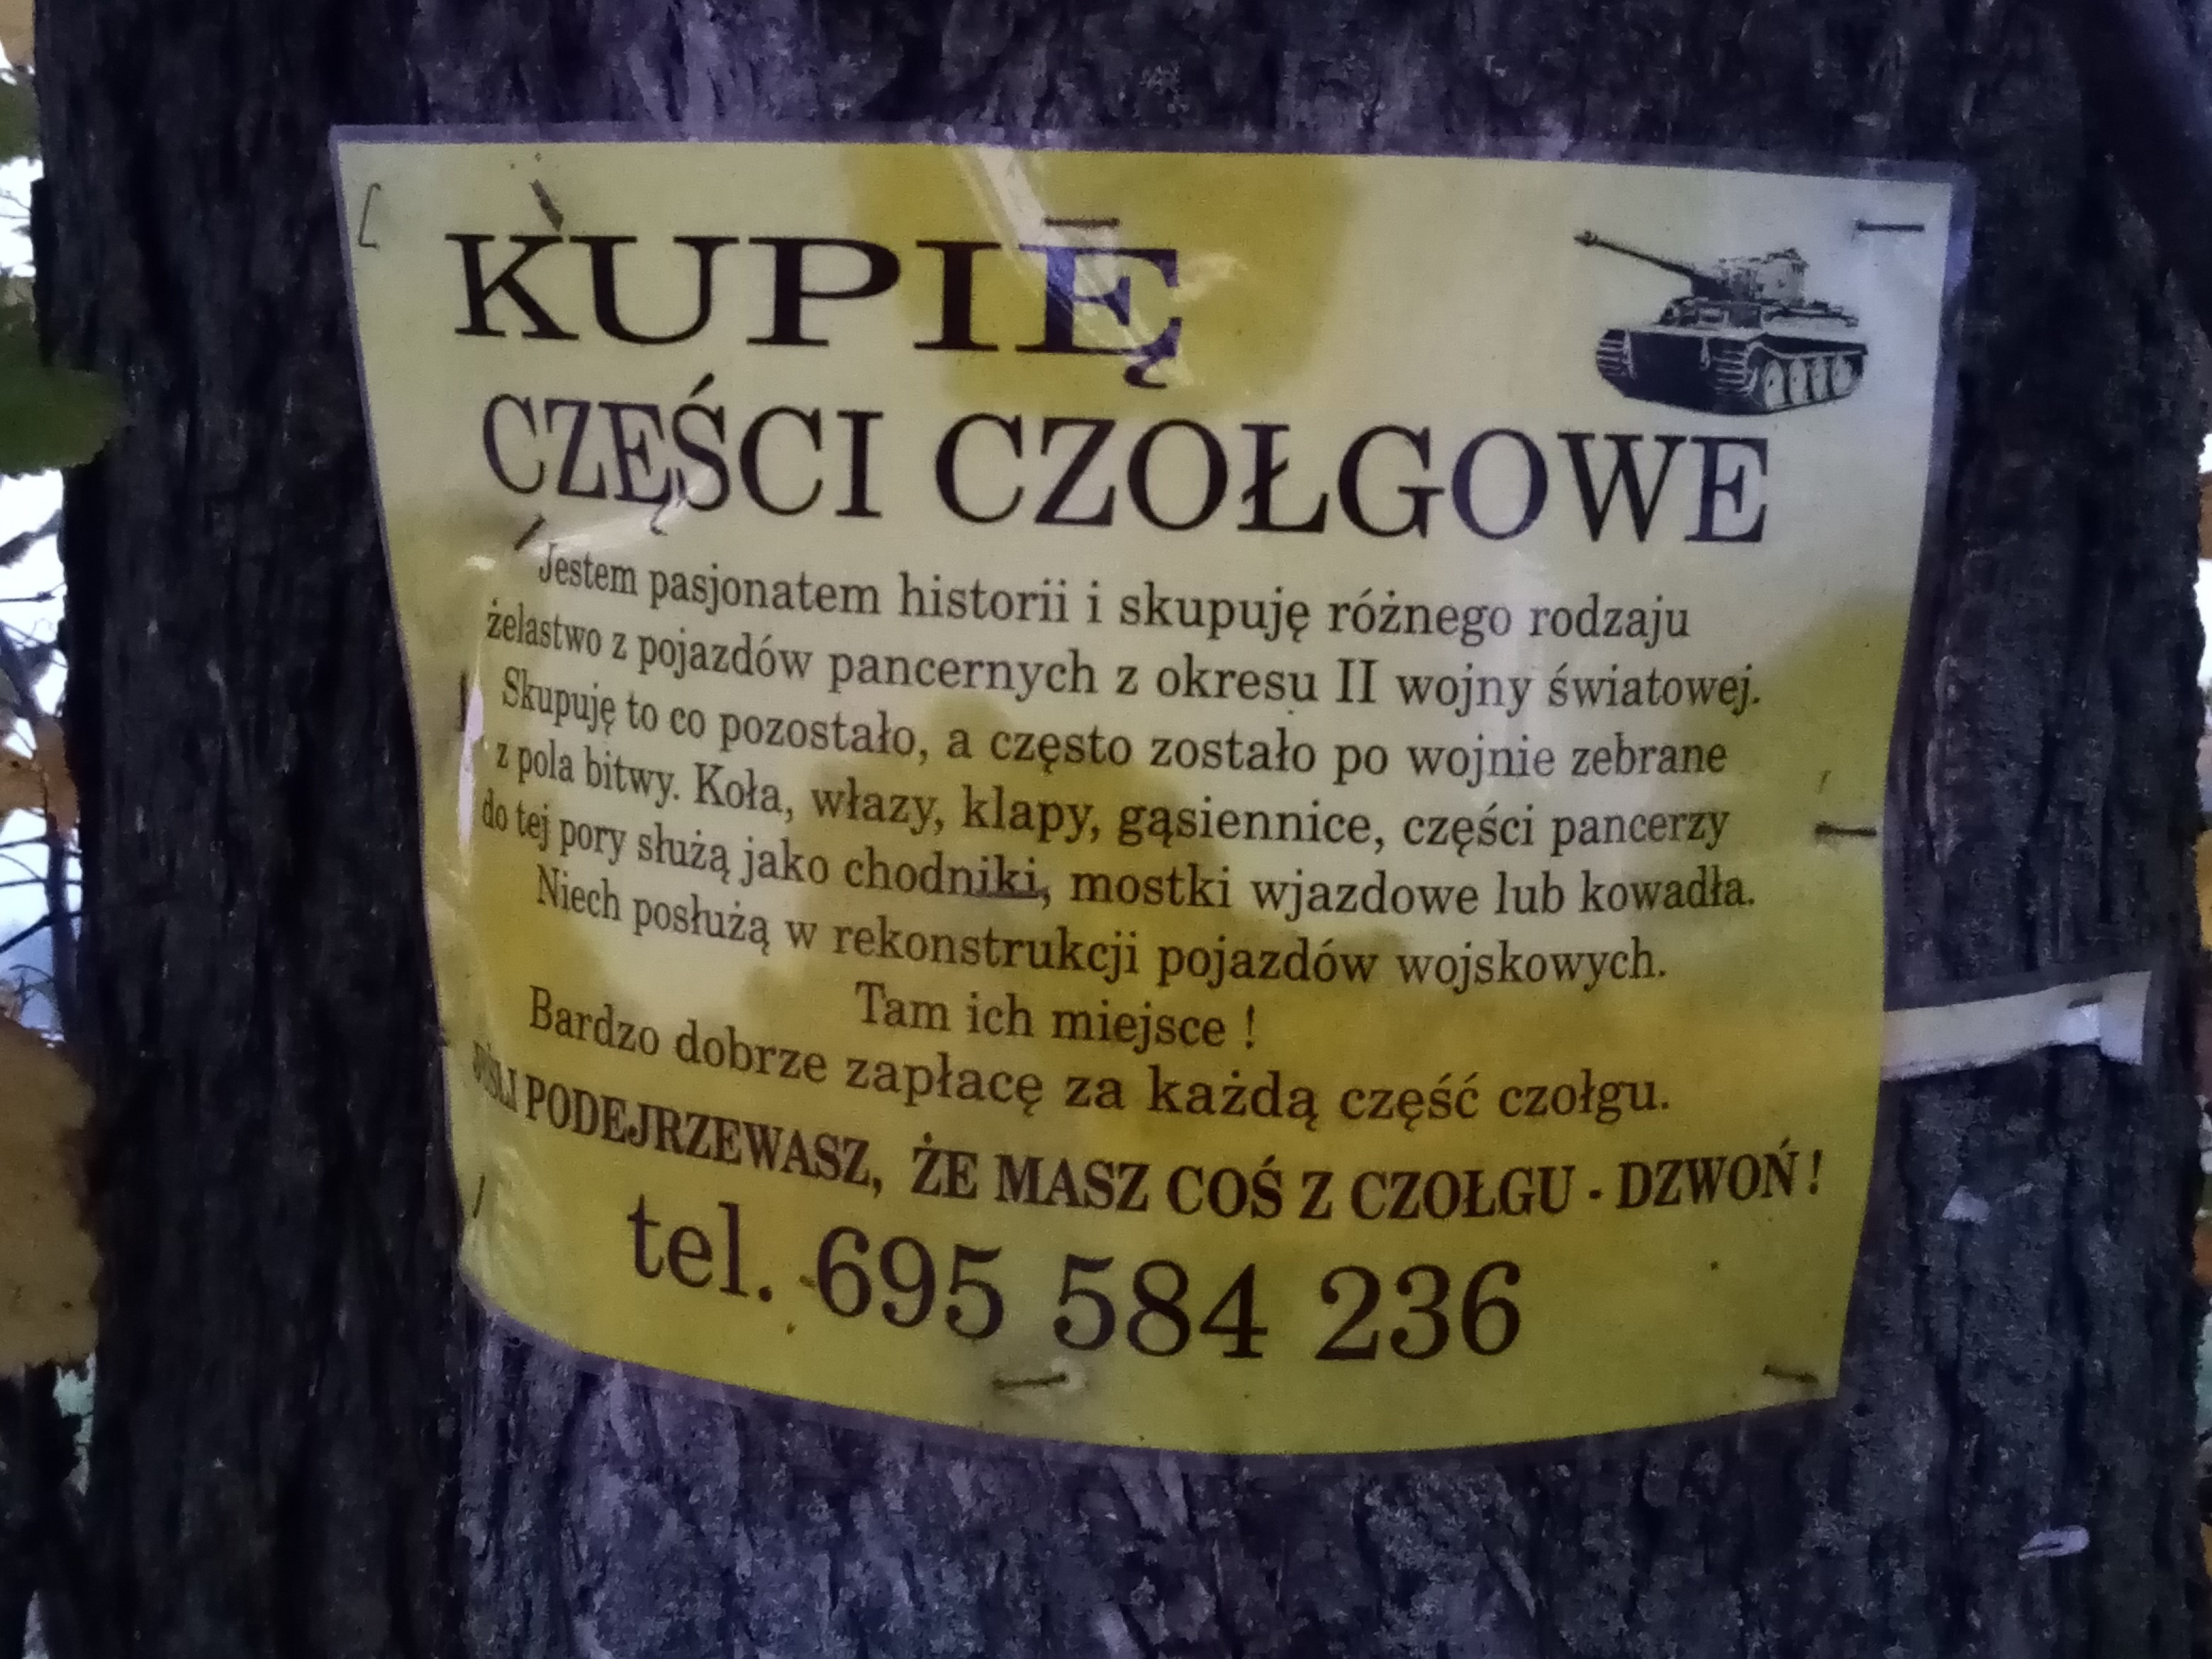 KUPIĘ
CZĘŚCI CZOŁGOWE
Jestem pasjonatem historii i skupuję różnego rodzaju
żelastwo z pojazdów pancernych z okresu II wojny światowej.
Skupuję to co pozostało, a często zostało po wojnie zebrane
z pola bitwy. Koła, włazy, klapy, gąsiennice, części pancerzy
do tej pory służą jako chodniki, mostki wjazdowe lub kowadła.
Niech posłużą w rekonstrukcji pojazdów wojskowych.
Tam ich miejsce !
Bardzo dobrze zapłacę za każdą część czołgu.
PODEJRZEWASZ, ŻE MASZ COŚ Z CZOŁGU - DZWOŃ!
tel. 695 584 236